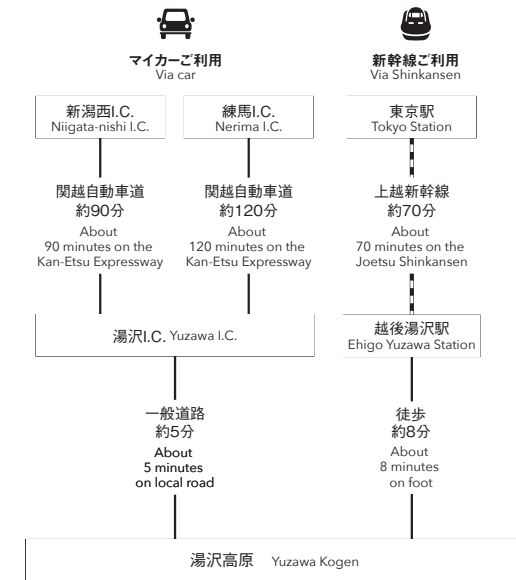 マイカーご利用
Via car
新幹線ご利用
Via Shinkansen
新潟西I.C.
Niigata-nishi I.C.
練馬I.C.
Nerima I.C.
東京駅
Tokyo Station
関越自動車道
約90分
About
90 minutes on the
Kan-Etsu Expressway
関越自動車道
約120分
About
120 minutes on the
Kan-Etsu Expressway
上越新幹線
約70分
About
70 minutes on the
Joetsu Shinkansen
湯沢I.C. Yuzawa I.C.
越後湯沢駅
Ehigo Yuzawa Station
一般道路
約5分
About
5 minutes
on local road
徒歩
約8分
About
8 minutes
on foot
湯沢高原 Yuzawa Kogen